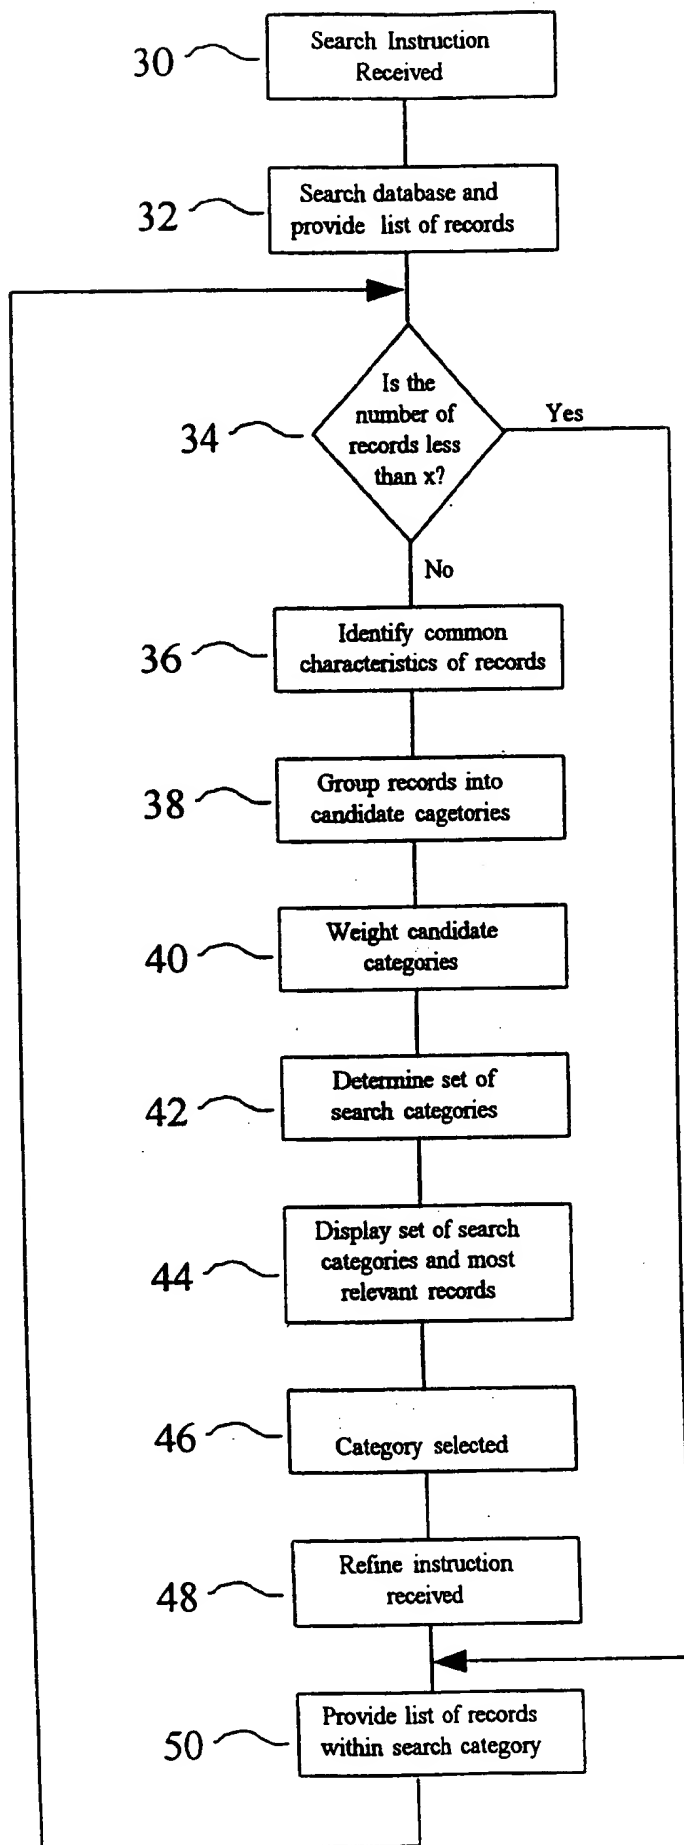 30
Search Instruction
Received
32
Search database and
provide list of records
34
Is the
number of
records less
than x?
Yes
No
36
Identify common
characteristics of records
38
Group records into
candidate cagetories
40
Weight candidate
categories
42
Determine set of
search categories
44
Display set of search
categories and most
relevant records
46
Category selected
48
Refine instruction
received
50
Provide list of records
within search category